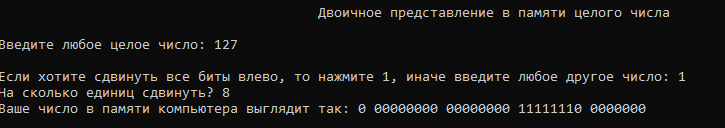 Двоичное представление в памяти целого числа
Введите любое целое число: 127
Если хотите сдвинуть все биты влево, то нажмите 1, иначе введите любое другое число: 1
На сколько единиц сдвинуть? 8
Ваше число в памяти компьютера выглядит так: 0 00000000 00000000 11111110 0000000